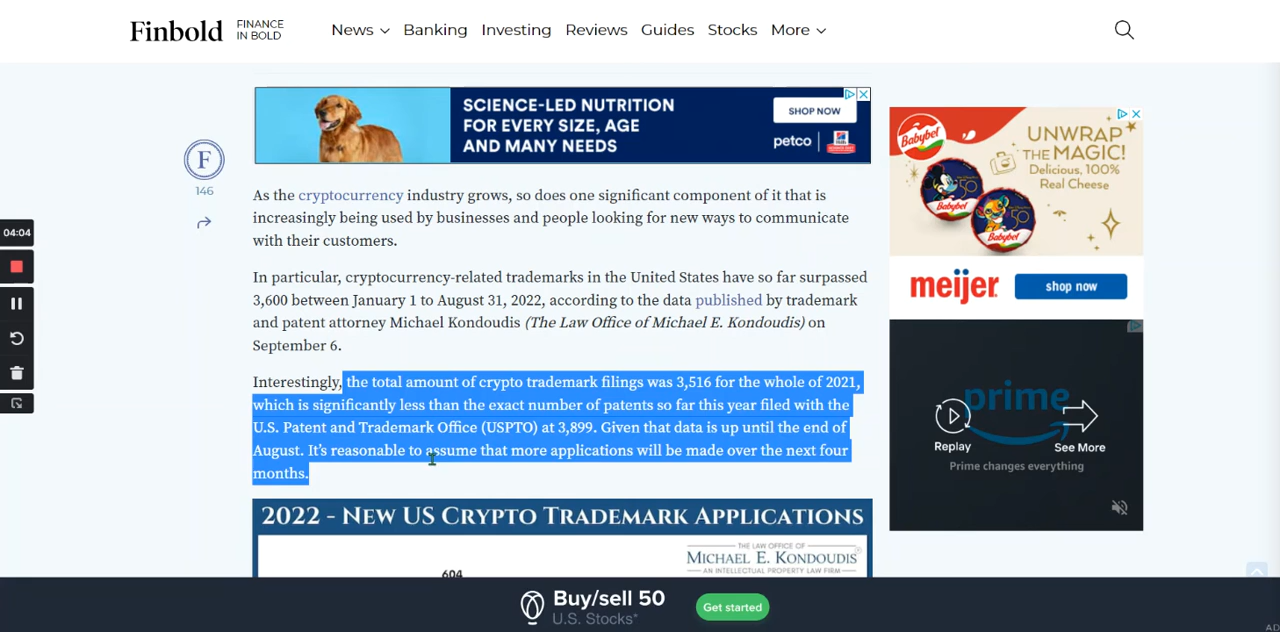 Finbold FINANCE IN BOLD
News Banking Investing Reviews Guides Stocks More
SCIENCE-LED NUTRITION
FOR EVERY SIZE, AGE
AND MANY NEEDS
SHOP NOW
petco Hill's
UNWRAP
THE MAGIC!
Delicious, 100%
Real Cheese
Babybel
50
Babybel
50
Babybel
F
146
04:04
As the cryptocurrency industry grows, so does one significant component of it that is
increasingly being used by businesses and people looking for new ways to communicate
with their customers.
In particular, cryptocurrency-related trademarks in the United States have so far surpassed
3,600 between January 1 to August 31, 2022, according to the data published by trademark
and patent attorney Michael Kondoudis (The Law Office of Michael E. Kondoudis) on
September 6.
meijer shop now
Interestingly, the total amount of crypto trademark filings was 3,516 for the whole of 2021,
which is significantly less than the exact number of patents so far this year filed with the
U.S. Patent and Trademark Office (USPTO) at 3,899. Given that data is up until the end of
August. It's reasonable to assume that more applications will be made over the next four
months.
prime
Replay See More
Prime changes everything
2022 - NEW US CRYPTO TRADEMARK APPLICATIONS
THE LAW OFFICE OF
MICHAEL E. KONDOUDIS
AN INTELLECTUAL PROPERTY LAW FIRM
604
Buy/sell 50
U.S. Stocks*
Get started
AD